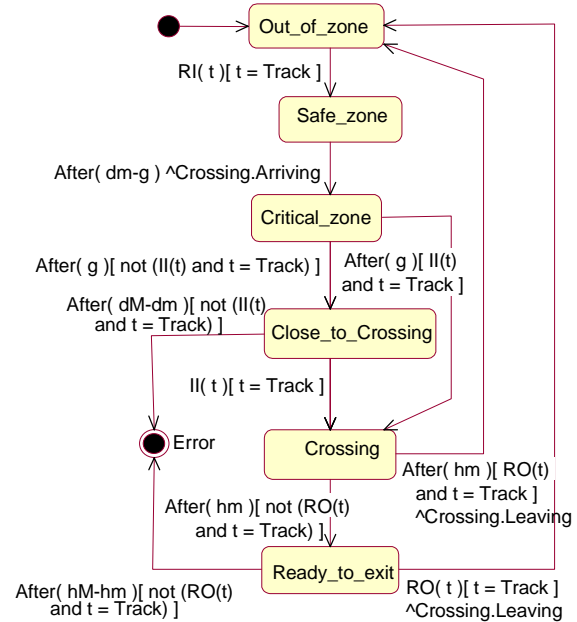 Out_of_zone
RI( t )[ t = Track ]
Safe_zone
After( dm-g ) ^Crossing.Arriving
Critical_zone
After( g )[ not (II(t) and t = Track) ]
After( g )[ II(t)
and t = Track ]
After( dM-dm )[ not (II(t)
and t = Track) ]
Close_to_Crossing
II( t )[ t = Track ]
Error
Crossing
After( hm )[ RO(t)
and t = Track ]
^Crossing.Leaving
After( hm )[ not (RO(t)
and t = Track) ]
Ready_to_exit
After( hM-hm )[ not (RO(t)
and t = Track) ]
RO( t )[ t = Track ]
^Crossing.Leaving